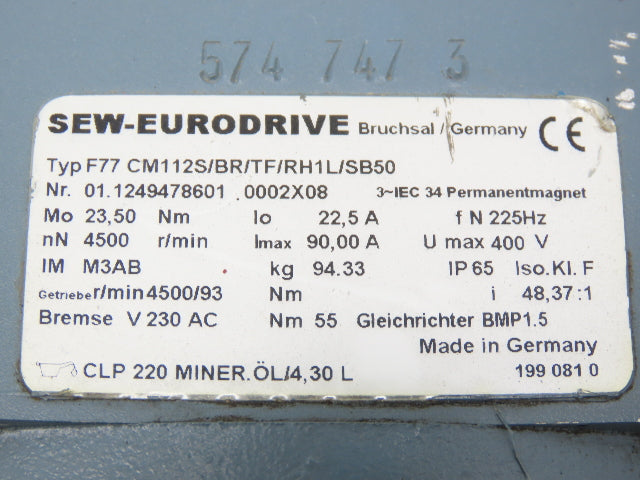 574 747 3
SEW-EURODRIVE Bruchsal / Germany CE
Typ F77 CM112S/BR/TF/RH1L/SB50
Nr. 01.1249478601 .0002X08 3~IEC 34 Permanentmagnet
Mo 23,50 Nm Io 22,5 A f N 225Hz
nN 4500 r/min Imax 90,00 A U max 400 V
IM M3AB kg 94.33 IP 65 Iso.Kl. F
Getriebe r/min 4500/93 Nm i 48,37 :1
Bremse V 230 AC Nm 55 Gleichrichter BMP1.5
Made in Germany
CLP 220 MINER.ÖL/4,30 L 199 081 0